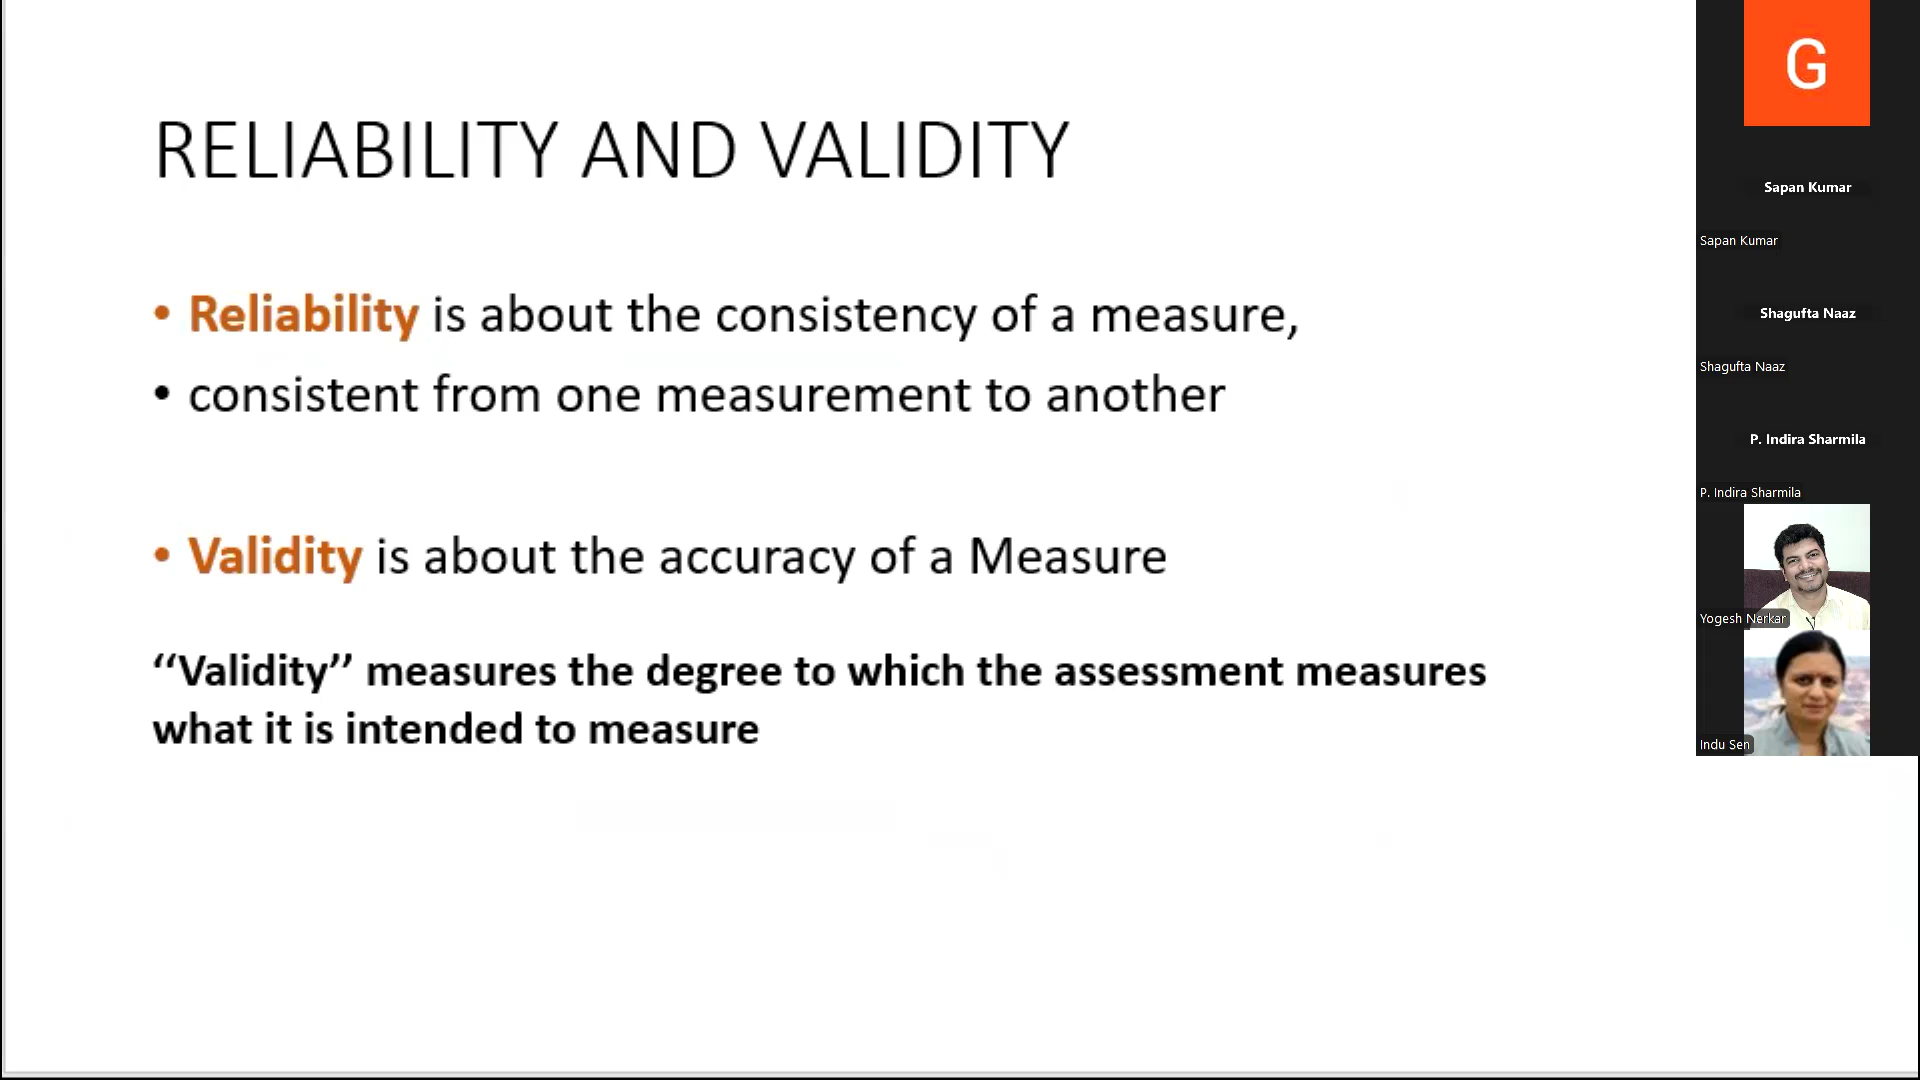 RELIABILITY AND VALIDITY
• Reliability is about the consistency of a measure,
• consistent from one measurement to another
• Validity is about the accuracy of a Measure
‘‘Validity’’ measures the degree to which the assessment measures
what it is intended to measure
G
Sapan Kumar
Sapan Kumar
Shagufta Naaz
Shagufta Naaz
P. Indira Sharmila
P. Indira Sharmila
Yogesh Nerkar
Indu Sen